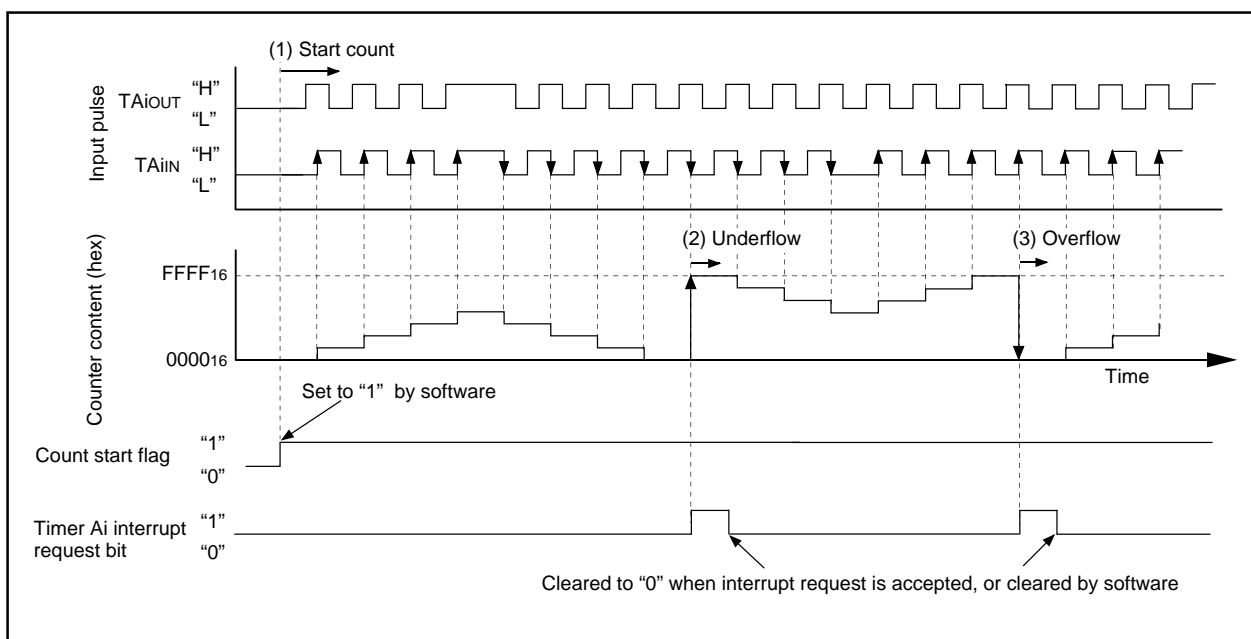 (1) Start count
Input pulse
TAiOUT
“H”
“L”
TAiIN
“H”
“L”
Counter content (hex)
FFFF16
000016
(2) Underflow
(3) Overflow
Time
Set to “1” by software
Count start flag
“1”
“0”
Timer Ai interrupt
request bit
“1”
“0”
Cleared to “0” when interrupt request is accepted, or cleared by software